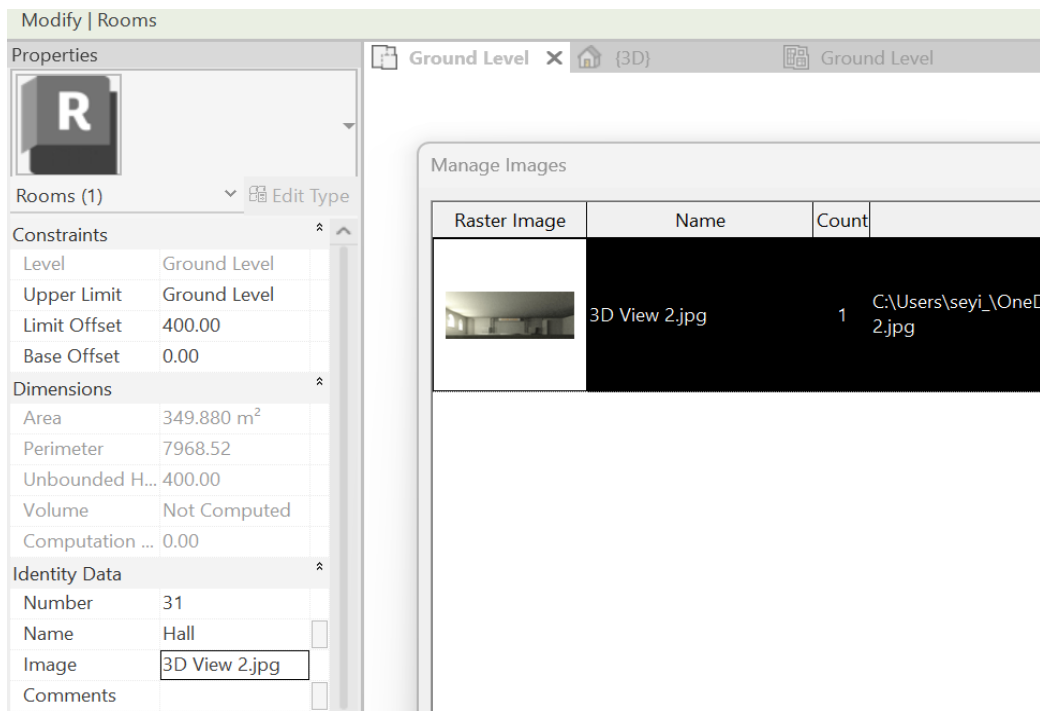 Modify | Rooms
Properties
R
Rooms (1)
Edit Type
Constraints
Level Ground Level
Upper Limit Ground Level
Limit Offset 400.00
Base Offset 0.00
Dimensions
Area 349.880 m²
Perimeter 7968.52
Unbounded H... 400.00
Volume Not Computed
Computation ... 0.00
Identity Data
Number 31
Name Hall
Image 3D View 2.jpg
Comments
Ground Level {3D} Ground Level
Manage Images
Raster Image Name Count
3D View 2.jpg 1 C:\Users\seyi_\OneD
2.jpg